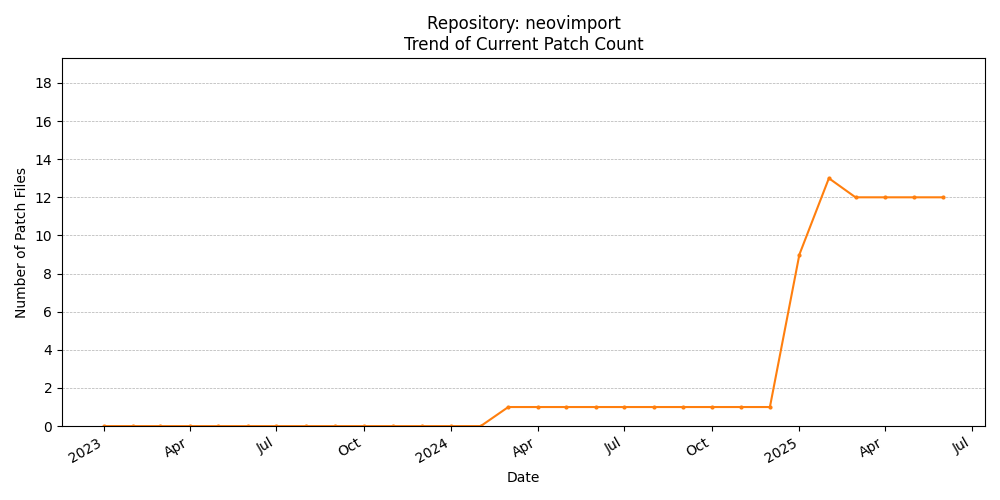 Repository: neovimport
Trend of Current Patch Count
Number of Patch Files
18
16
14
12
10
8
6
4
2
0
2023
Apr
Jul
Oct
2024
Apr
Jul
Oct
2025
Apr
Jul
Date